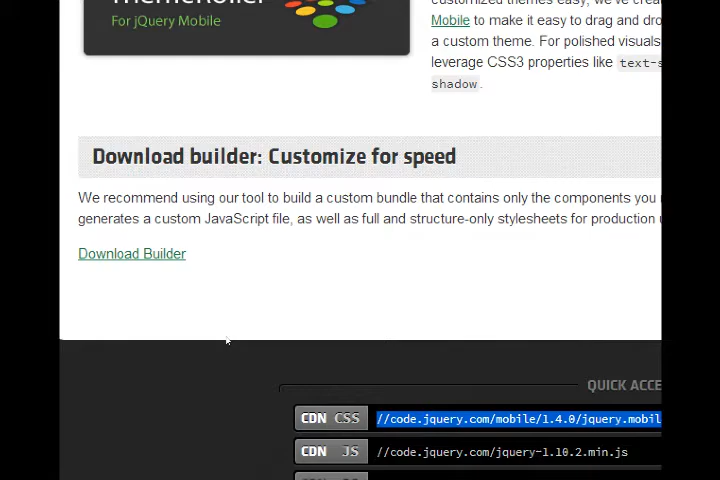 ThemeRoller
For jQuery Mobile
customized themes easy, we've crea
Mobile to make it easy to drag and dro
a custom theme. For polished visuals
leverage CSS3 properties like text-s
shadow.
Download builder: Customize for speed
We recommend using our tool to build a custom bundle that contains only the components you
generates a custom JavaScript file, as well as full and structure-only stylesheets for production
Download Builder
QUICK ACCE
CDN CSS //code.jquery.com/mobile/1.4.0/jquery.mobil
CDN JS //code.jquery.com/jquery-1.10.2.min.js